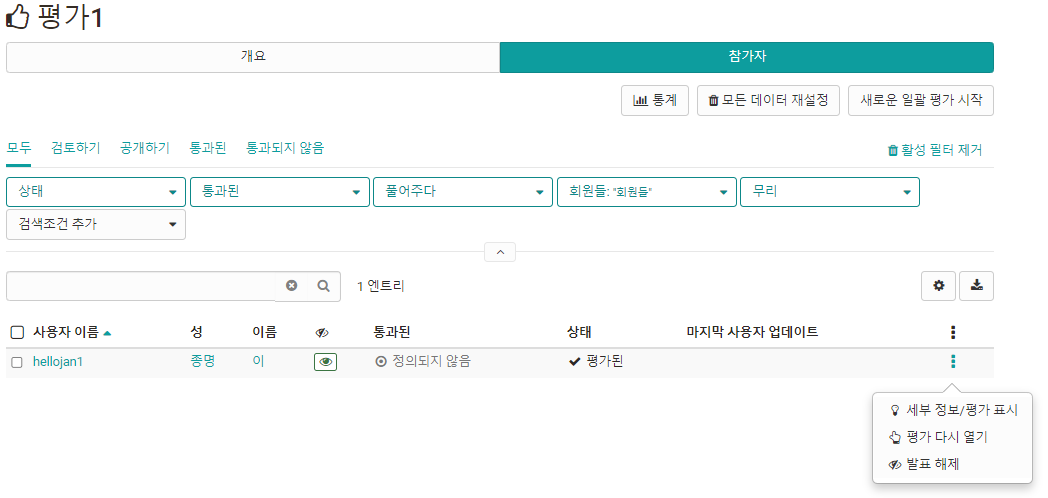 평가1
개요 참가자
통계 모든 데이터 재설정 새로운 일괄 평가 시작
모두 검토하기 공개하기 통과된 통과되지 않음 활성 필터 제거
상태 통과된 풀어주다 회원들: "회원들" 무리
검색조건 추가
1 엔트리
사용자 이름 성 이름 통과된 상태 마지막 사용자 업데이트
hellojan1 종명 이 정의되지 않음 평가된
세부 정보/평가 표시
평가 다시 열기
발표 해제